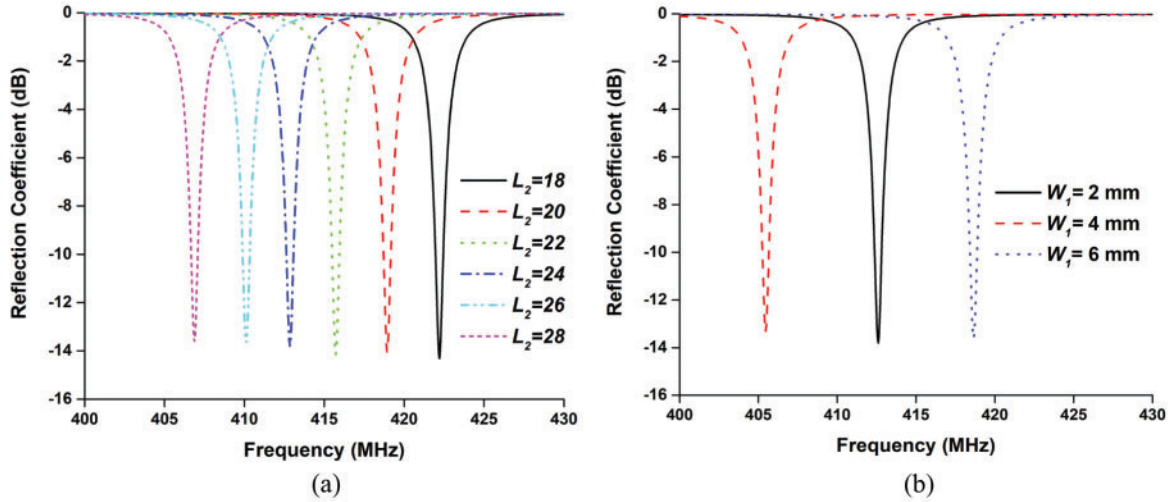 0
-2
-4
-6
-8
-10
-12
-14
-16
Reflection Coefficient (dB)
L2=18
L2=20
L2=22
L2=24
L2=26
L2=28
400 405 410 415 420 425 430
Frequency (MHz)
(a)
0
-2
-4
-6
-8
-10
-12
-14
-16
Reflection Coefficient (dB)
W1= 2 mm
W1= 4 mm
W1= 6 mm
400 405 410 415 420 425 430
Frequency (MHz)
(b)